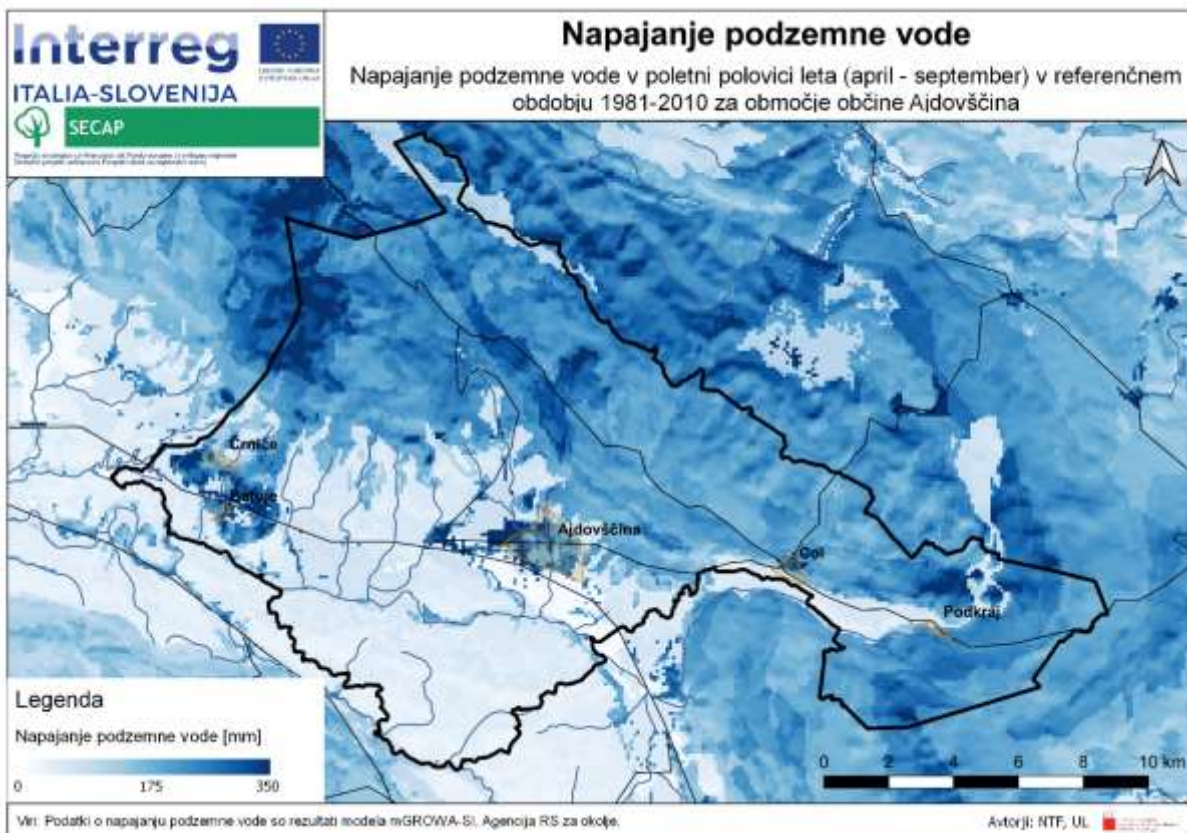 Interreg
ITALIA-SLOVENIJA
SECAP
Napajanje podzemne vode
Napajanje podzemne vode v poletni polovici leta (april - september) v referenčnem
obdobju 1981-2010 za območje občine Ajdovščina
Črniče
Batuje
Ajdovščina
Col
Podkraj
Legenda
Napajanje podzemne vode [mm]
0 175 350
0 2 4 6 8 10 km
Viri: Podatki o napajanju podzemne vode so rezultati modela mGROWA-SI, Agencija RS za okolje.
Avtorji: NTF, UL